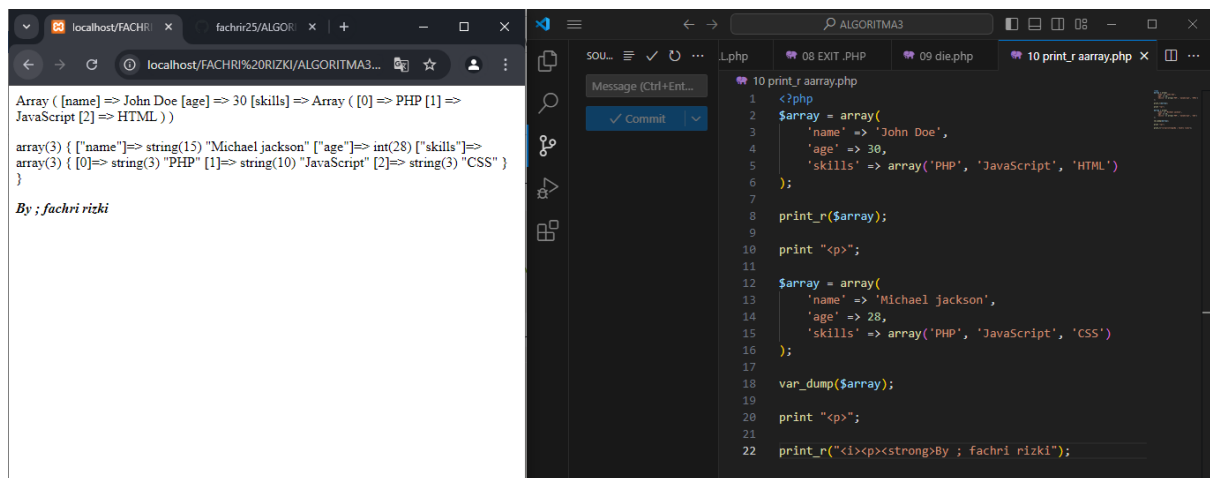 localhost/FACHRI
fachrir25/ALGORI
localhost/FACHRI%20RIZKI/ALGORITMA3...
Array ( [name] => John Doe [age] => 30 [skills] => Array ( [0] => PHP [1] =>
JavaScript [2] => HTML ) )
array(3) { ["name"]=> string(15) "Michael jackson" ["age"]=> int(28) ["skills"]=>
array(3) { [0]=> string(3) "PHP" [1]=> string(10) "JavaScript" [2]=> string(3) "CSS" }
}
By ; fachri rizki
ALGORITMA3
SOU...
Message (Ctrl+Ent...
Commit
L.php
08 EXIT .PHP
09 die.php
10 print_r aarray.php
10 print_r aarray.php
1 <?php
2 $array = array(
3 'name' => 'John Doe',
4 'age' => 30,
5 'skills' => array('PHP', 'JavaScript', 'HTML')
6 );
7
8 print_r($array);
9
10 print "<p>";
11
12 $array = array(
13 'name' => 'Michael jackson',
14 'age' => 28,
15 'skills' => array('PHP', 'JavaScript', 'CSS')
16 );
17
18 var_dump($array);
19
20 print "<p>";
21
22 print_r("<i><p><strong>By ; fachri rizki");